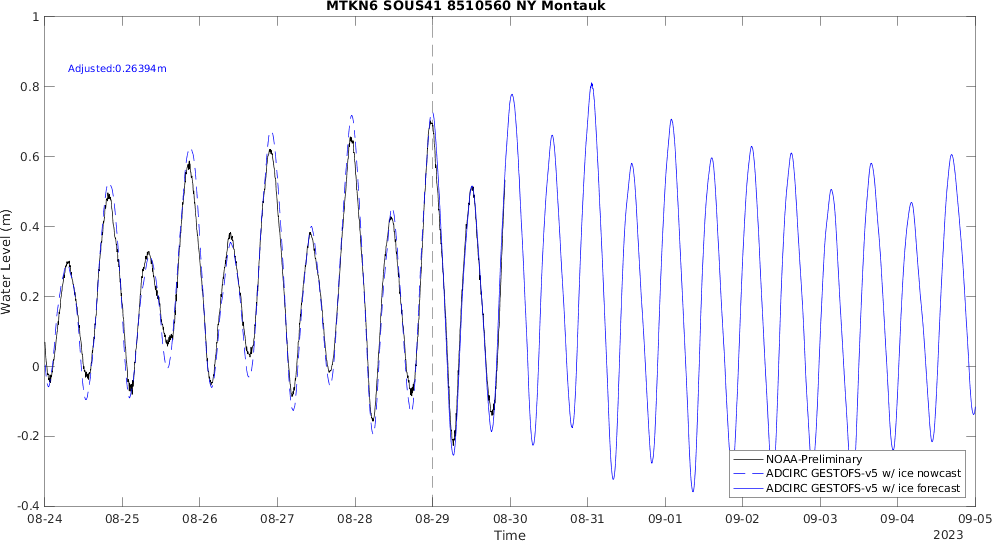 MTKN6 SOUS41 8510560 NY Montauk
1
Adjusted:0.26394m
0.8
0.6
0.4
0.2
0
-0.2
-0.4
Water Level (m)
NOAA-Preliminary
ADCIRC GESTOFS-v5 w/ ice nowcast
ADCIRC GESTOFS-v5 w/ ice forecast
08-24 08-25 08-26 08-27 08-28 08-29 08-30 08-31 09-01 09-02 09-03 09-04 09-05
Time
2023